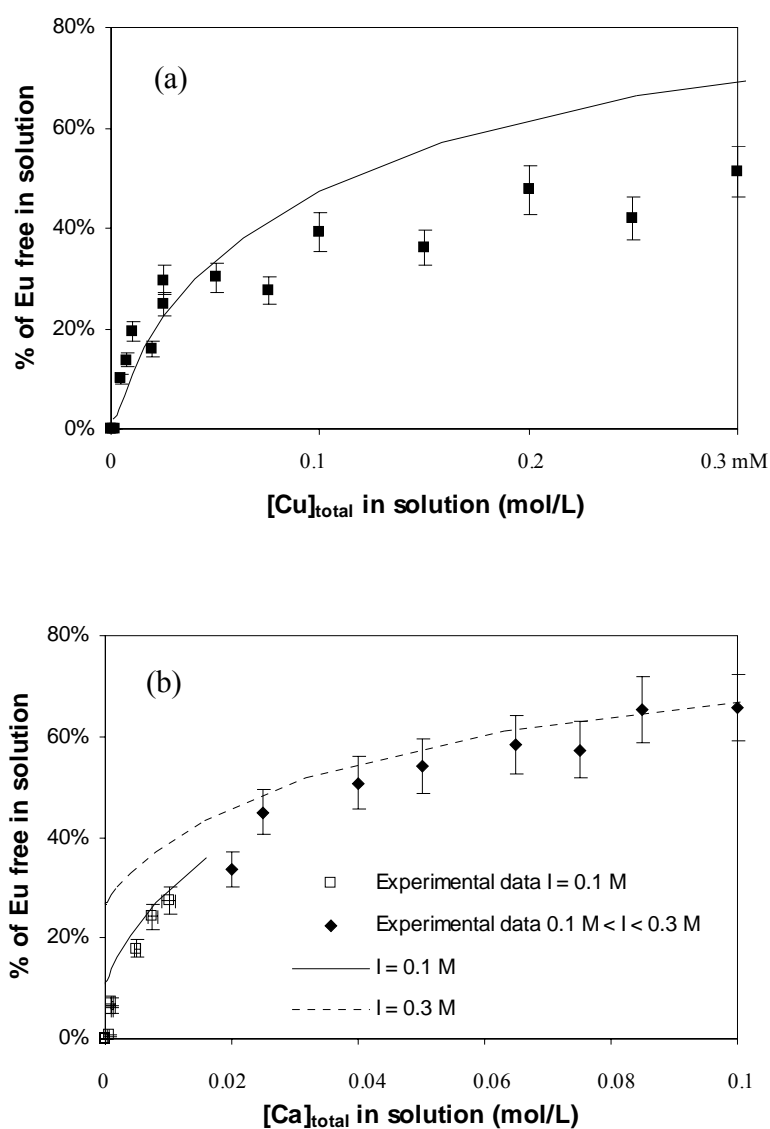 80%
(a)
60%
40%
20%
0%
% of Eu free in solution
0 0.1 0.2 0.3 mM
[Cu]total in solution (mol/L)
80%
(b)
60%
40%
20%
0%
% of Eu free in solution
Experimental data I = 0.1 M
Experimental data 0.1 M < I < 0.3 M
I = 0.1 M
I = 0.3 M
0 0.02 0.04 0.06 0.08 0.1
[Ca]total in solution (mol/L)